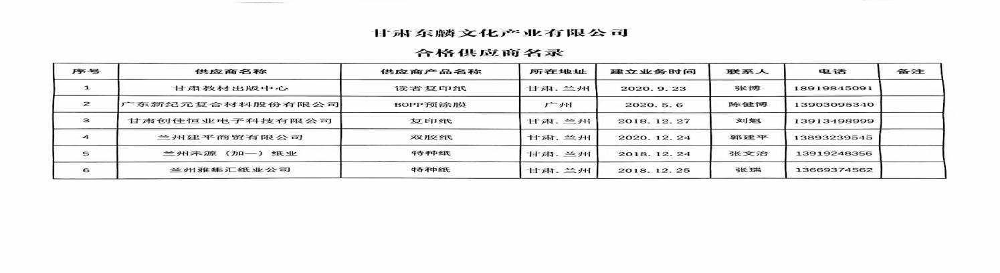 甘肃东麟文化产业有限公司
合格供应商名录
序号 供应商名称 供应商产品名称 所在地址 建立业务时间 联系人 电话 备注
1 甘肃教材出版中心 读者复印纸 甘肃.兰州 2020.9.23 张博 18919845091
2 广东新纪元复合材料股份有限公司 BOPP预涂膜 广州 2020.5.6 陈健博 13903095340
3 甘肃创佳恒业电子科技有限公司 复印纸 甘肃.兰州 2018.12.27 刘魁 13913498999
4 兰州建平商贸有限公司 双胶纸 甘肃.兰州 2020.12.24 郭建平 13893239545
5 兰州禾源（加一）纸业 特种纸 甘肃.兰州 2018.12.24 张文治 13919248356
6 兰州雅集汇纸业公司 特种纸 甘肃.兰州 2018.12.25 张瑞 13669374562